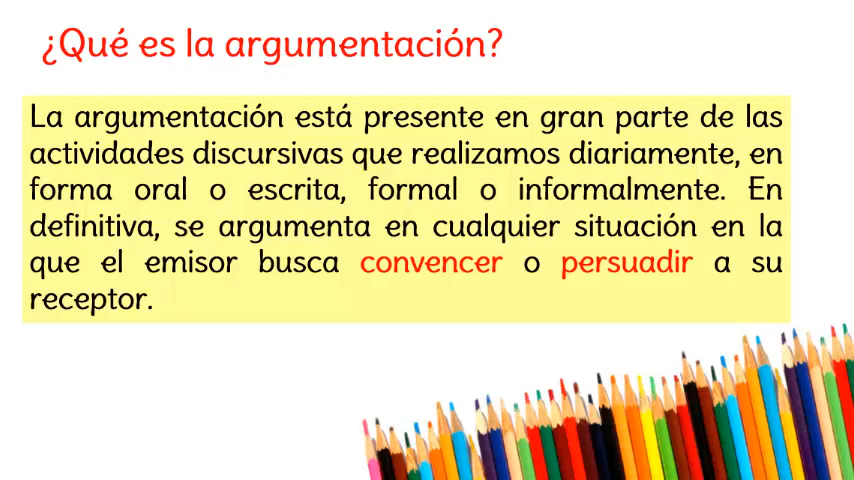 ¿Qué es la argumentación?
La argumentación está presente en gran parte de las
actividades discursivas que realizamos diariamente, en
forma oral o escrita, formal o informalmente. En
definitiva, se argumenta en cualquier situación en la
que el emisor busca convencer o persuadir a su
receptor.